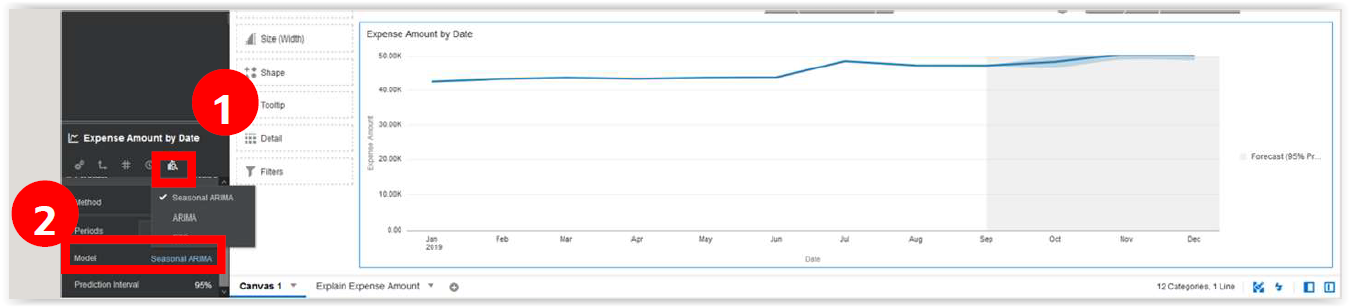 Size (Width)
Shape
1
Tooltip
Expense Amount by Date
Detail
Filters
Method
Seasonal ARIMA
ARIMA
2
Periods
Model
Seasonal ARIMA
Prediction Interval
95%
Expense Amount by Date
50.00K
40.00K
30.00K
20.00K
10.00K
0.00
Expense Amount
Jan
2019
Feb
Mar
Apr
May
Jun
Jul
Aug
Sep
Oct
Nov
Dec
Date
Forecast (95% Pr...
Canvas 1
Explain Expense Amount
12 Categories, 1 Line